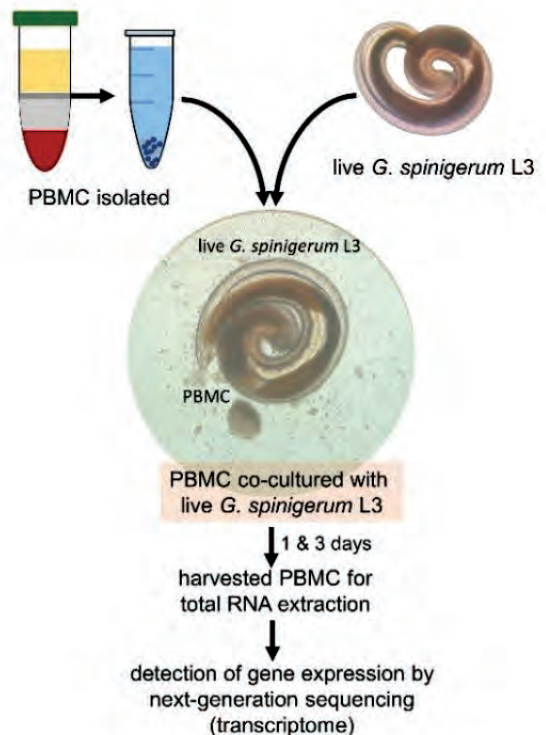 PBMC isolated
live G. spinigerum L3
live G. spinigerum L3
PBMC
PBMC co-cultured with
live G. spinigerum L3
1 & 3 days
harvested PBMC for
total RNA extraction
detection of gene expression by
next-generation sequencing
(transcriptome)